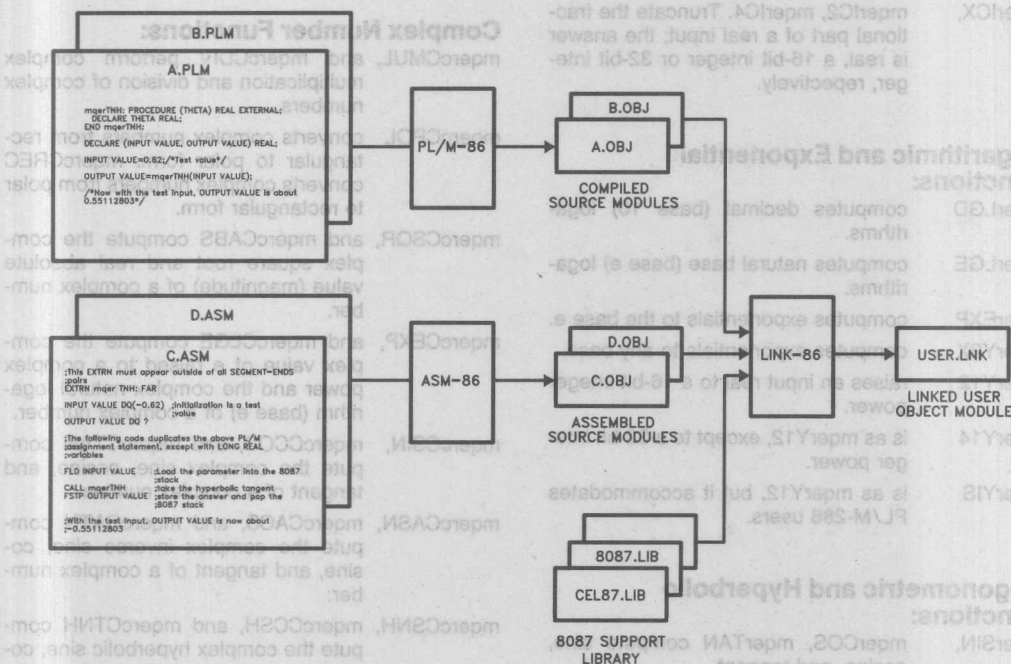 B.PLM
A.PLM
mqerTNH: PROCEDURE (THETA) REAL EXTERNAL;
DECLARE THETA REAL;
END mqerTNH;
DECLARE (INPUT VALUE, OUTPUT VALUE) REAL;
INPUT VALUE=0.62;/*Test value*/
OUTPUT VALUE=mqerTNH(INPUT VALUE);
/*Now with the test input, OUTPUT VALUE is about
0.55112803*/
PL/M-86
B.OBJ
A.OBJ
COMPILED
SOURCE MODULES
D.ASM
C.ASM
;This EXTRN must appear outside of all SEGMENT-ENDS
;pairs
EXTRN mqer TNH: FAR
INPUT VALUE DQ(-0.62) ;initialization to a test
;value
OUTPUT VALUE DQ ?
;The following code duplicates the above PL/M
;assignment statement, except with LONG REAL
;variables
FLD INPUT VALUE ;Load the parameter into the 8087
;stack
CALL mqerTNH ;take the hyperbolic tangent
FSTP OUTPUT VALUE ;store the answer and pop the
;8087 stack
;With the test input, OUTPUT VALUE is now about
;-0.55112803
ASM-86
D.OBJ
C.OBJ
ASSEMBLED
SOURCE MODULES
LINK-86
USER.LNK
LINKED USER
OBJECT MODULE
8087.LIB
CEL87.LIB
8087 SUPPORT
LIBRARY